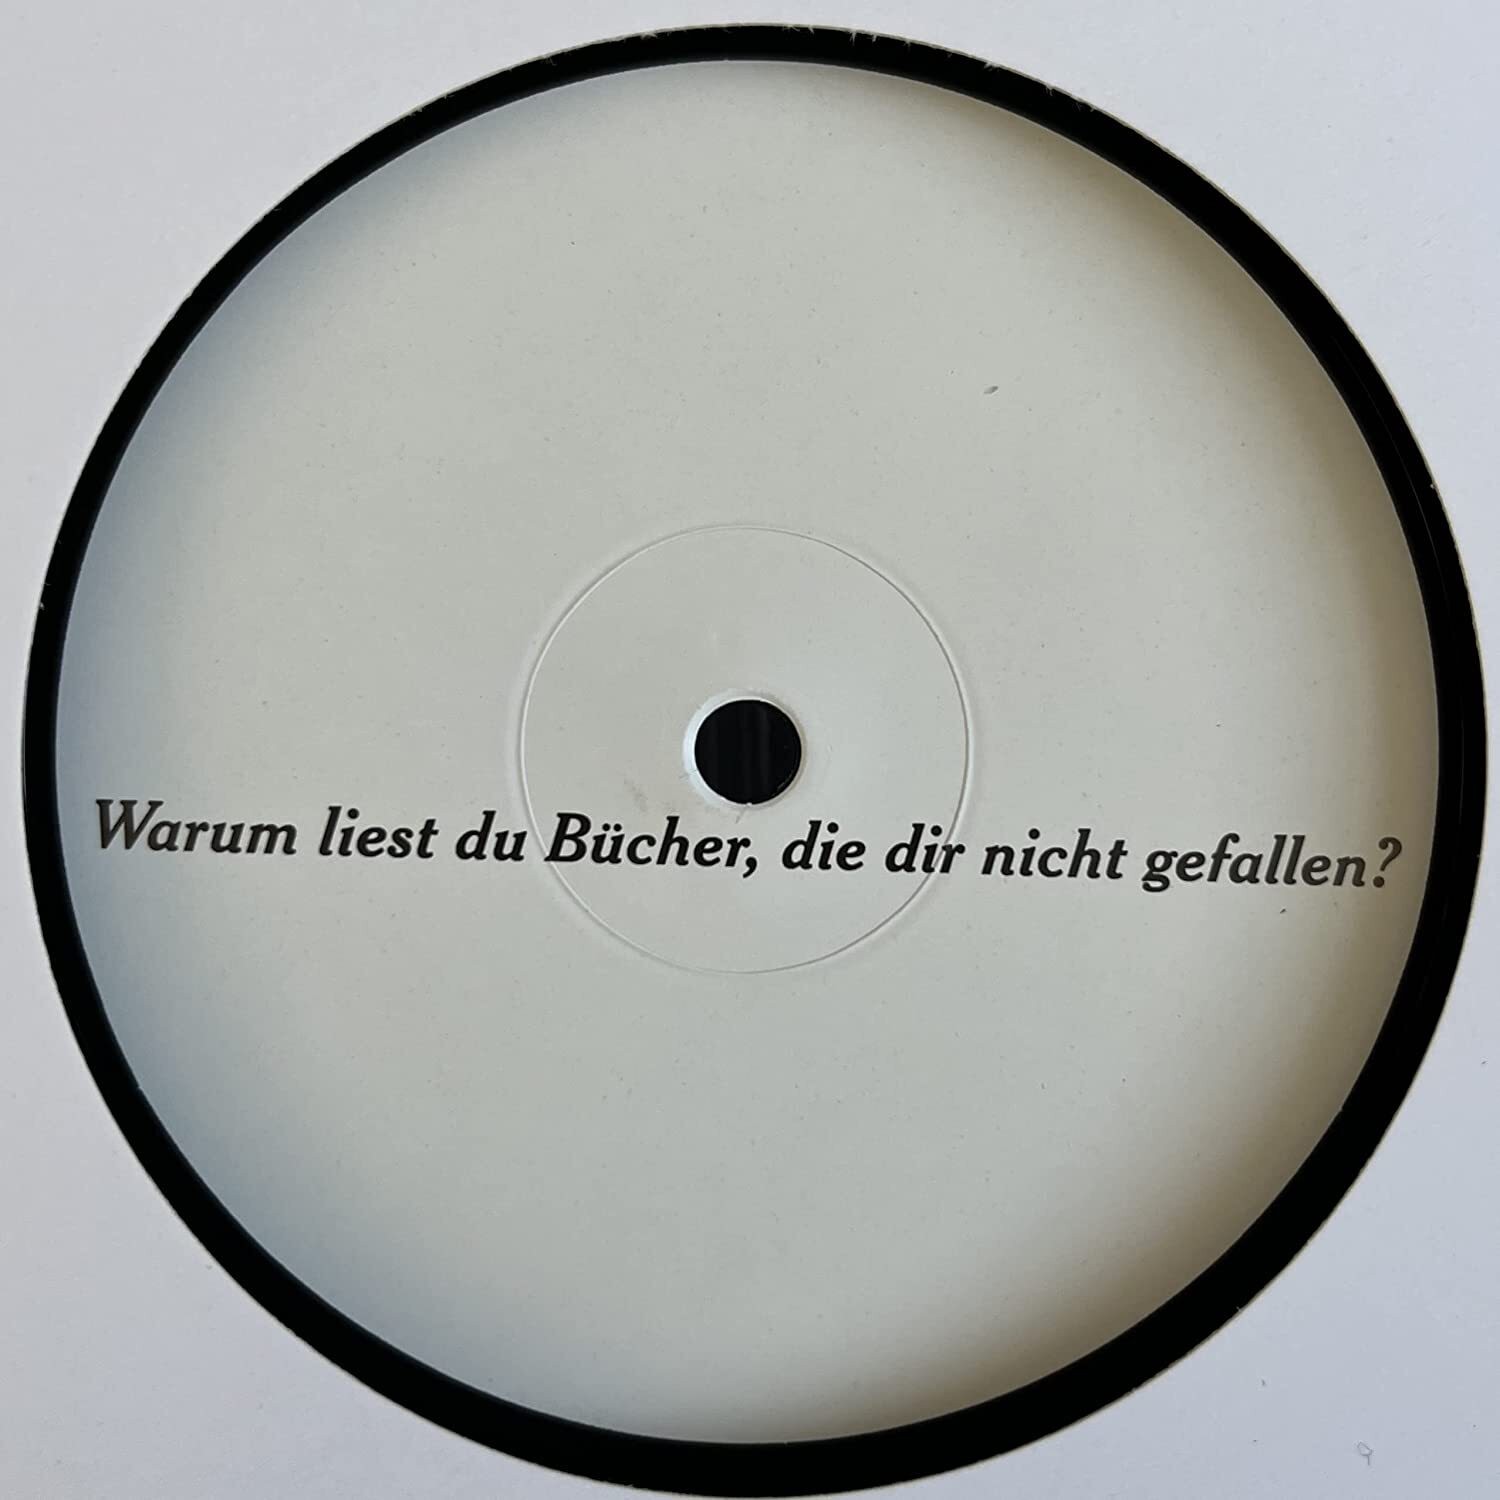 Warum liest du Bücher, die dir nicht gefallen?